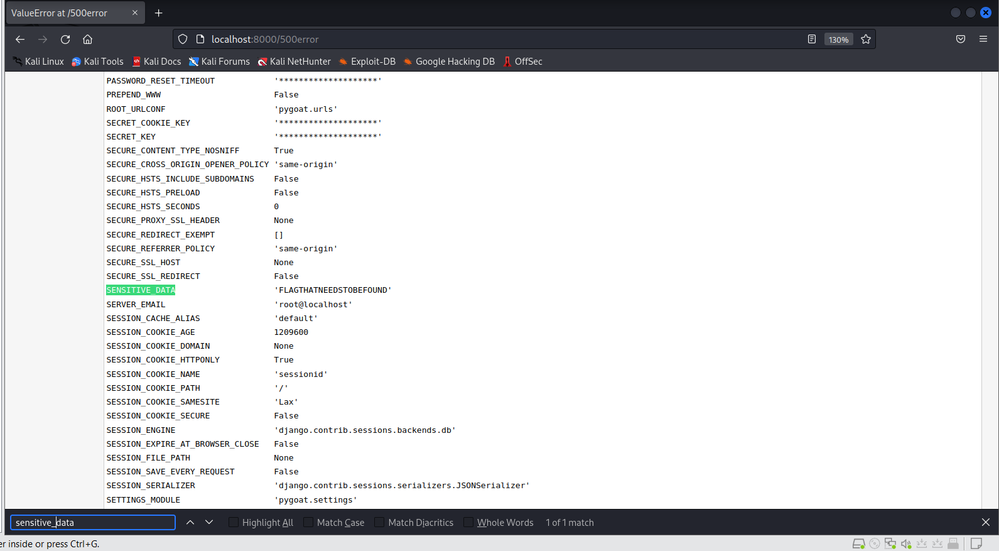 ValueError at /500error
localhost:8000/500error
130%
Kali Linux Kali Tools Kali Docs Kali Forums Kali NetHunter Exploit-DB Google Hacking DB OffSec
PASSWORD_RESET_TIMEOUT '********************'
PREPEND_WWW False
ROOT_URLCONF 'pygoat.urls'
SECRET_COOKIE_KEY '********************'
SECRET_KEY '********************'
SECURE_CONTENT_TYPE_NOSNIFF True
SECURE_CROSS_ORIGIN_OPENER_POLICY 'same-origin'
SECURE_HSTS_INCLUDE_SUBDOMAINS False
SECURE_HSTS_PRELOAD False
SECURE_HSTS_SECONDS 0
SECURE_PROXY_SSL_HEADER None
SECURE_REDIRECT_EXEMPT []
SECURE_REFERRER_POLICY 'same-origin'
SECURE_SSL_HOST None
SECURE_SSL_REDIRECT False
SENSITIVE_DATA 'FLAGTHATNEEDSTOBEFOUND'
SERVER_EMAIL 'root@localhost'
SESSION_CACHE_ALIAS 'default'
SESSION_COOKIE_AGE 1209600
SESSION_COOKIE_DOMAIN None
SESSION_COOKIE_HTTPONLY True
SESSION_COOKIE_NAME 'sessionid'
SESSION_COOKIE_PATH '/'
SESSION_COOKIE_SAMESITE 'Lax'
SESSION_COOKIE_SECURE False
SESSION_ENGINE 'django.contrib.sessions.backends.db'
SESSION_EXPIRE_AT_BROWSER_CLOSE False
SESSION_FILE_PATH None
SESSION_SAVE_EVERY_REQUEST False
SESSION_SERIALIZER 'django.contrib.sessions.serializers.JSONSerializer'
SETTINGS_MODULE 'pygoat.settings'
sensitive_data Highlight All Match Case Match Diacritics Whole Words 1 of 1 match
er inside or press Ctrl+G.